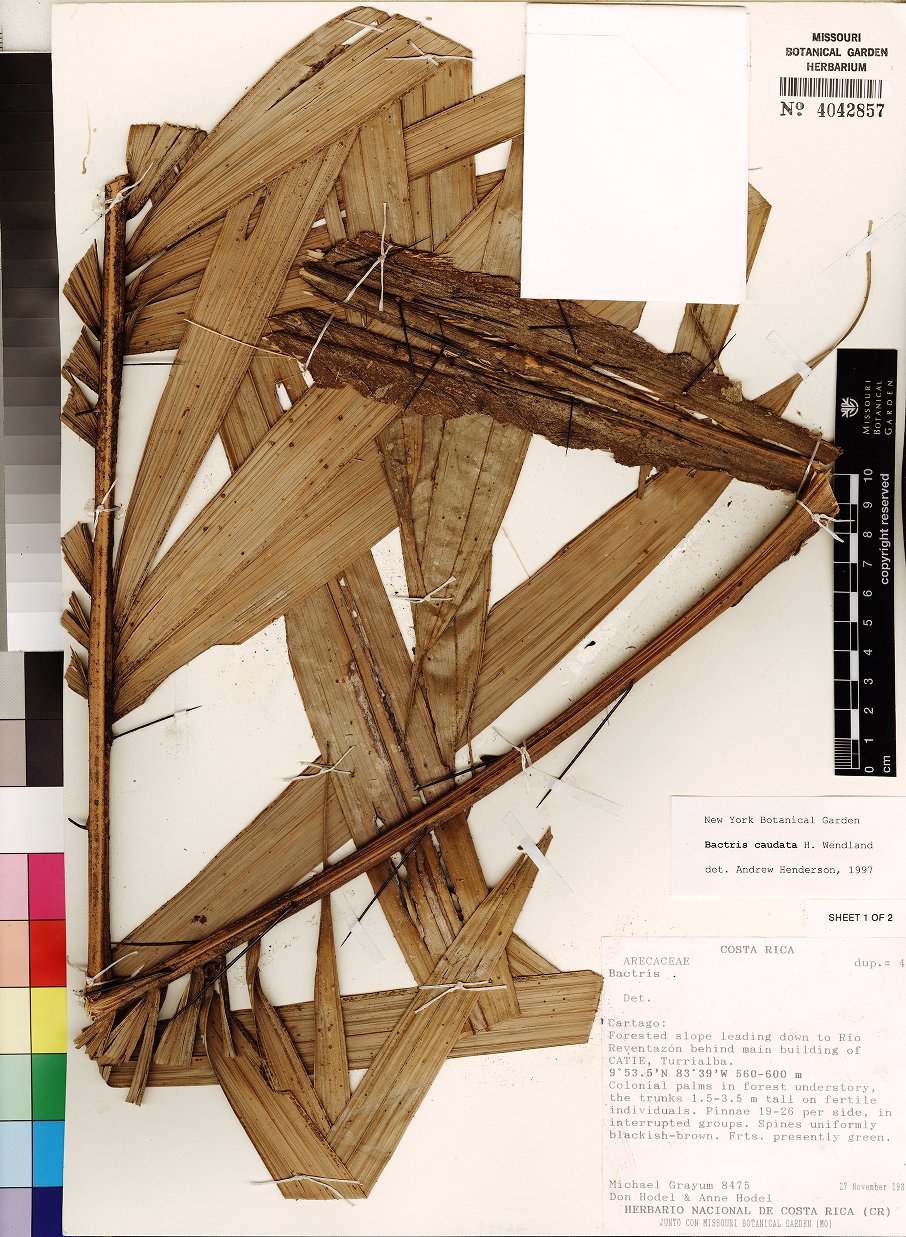 MISSOURI
BOTANICAL GARDEN
HERBARIUM
Nº 4042857
MISSOURI
BOTANICAL
GARDEN
copyright reserved
10
9
8
7
6
5
4
3
2
1
0
cm
New York Botanical Garden
Bactris caudata H. Wendland
det. Andrew Henderson, 1997
SHEET 1 OF 2
COSTA RICA
ARECACEAE dup.= 4
Bactris .
Det.
Cartago:
Forested slope leading down to Río
Reventazón behind main building of
CATIE, Turrialba.
9°53.5'N 83°39'W 560-600 m
Colonial palms in forest understory,
the trunks 1.5-3.5 m tall on fertile
individuals. Pinnae 19-26 per side, in
interrupted groups. Spines uniformly
blackish-brown. Frts. presently green.
Michael Grayum 8475 27 November 198
Don Hodel & Anne Hodel
HERBARIO NACIONAL DE COSTA RICA (CR)
JUNTO CON MISSOURI BOTANICAL GARDEN (MO)